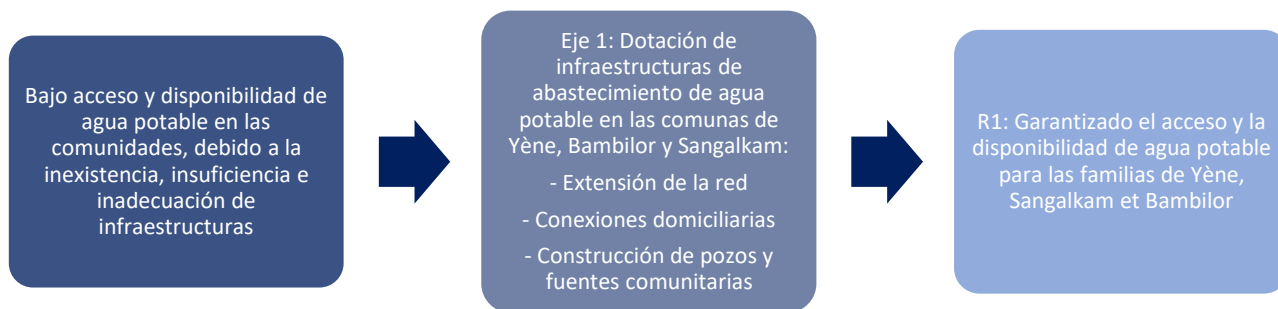 Bajo acceso y disponibilidad de
agua potable en las
comunidades, debido a la
inexistencia, insuficiencia e
inadecuación de
infraestructuras
Eje 1: Dotación de
infraestructuras de
abastecimiento de agua
potable en las comunas de
Yène, Bambilor y Sangalkam:
- Extensión de la red
- Conexiones domiciliarias
- Construcción de pozos y
fuentes comunitarias
R1: Garantizado el acceso y la
disponibilidad de agua potable
para las familias de Yène,
Sangalkam et Bambilor